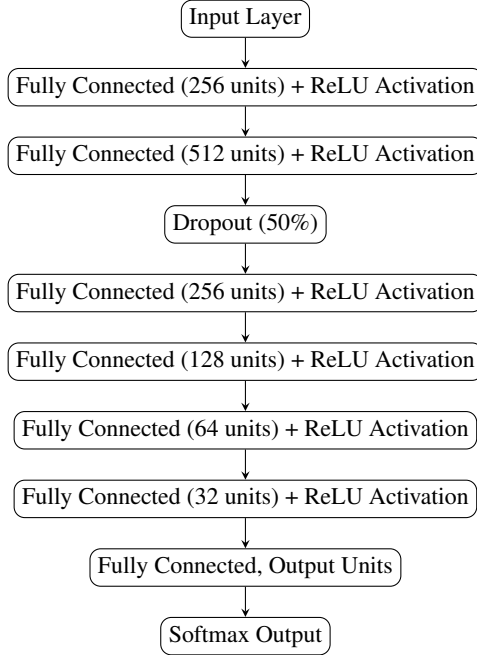 Input Layer
Fully Connected (256 units) + ReLU Activation
Fully Connected (512 units) + ReLU Activation
Dropout (50%)
Fully Connected (256 units) + ReLU Activation
Fully Connected (128 units) + ReLU Activation
Fully Connected (64 units) + ReLU Activation
Fully Connected (32 units) + ReLU Activation
Fully Connected, Output Units
Softmax Output